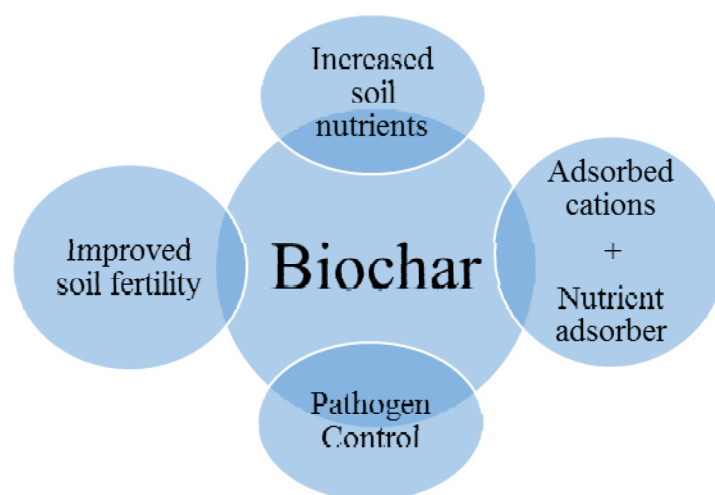 Increased
soil
nutrients
Adsorbed
cations
+
Nutrient
adsorber
Improved
soil fertility
Biochar
Pathogen
Control